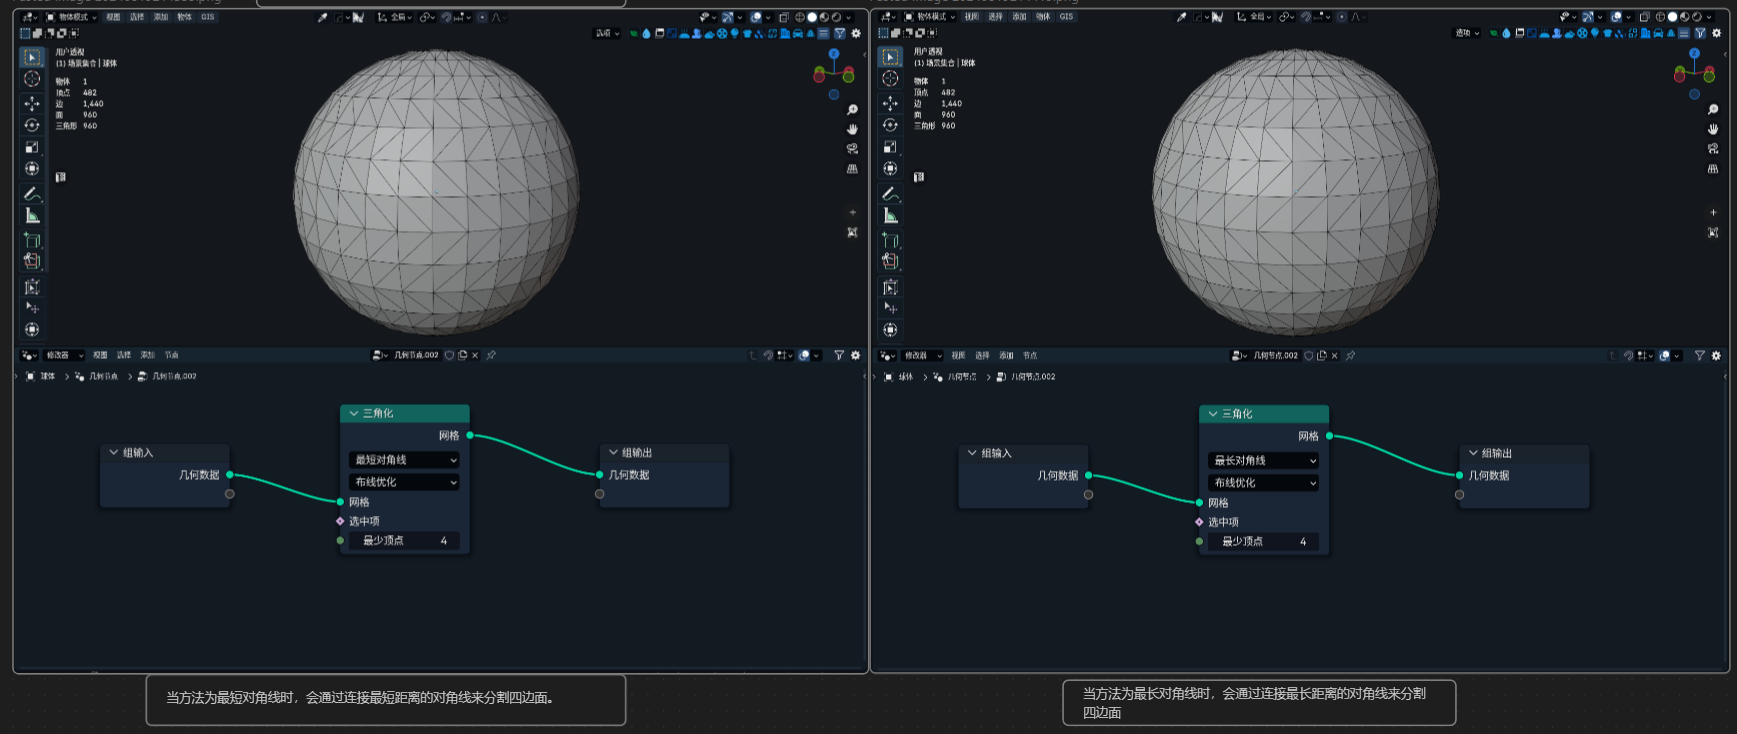 物体模式 视图 选择 添加 物体 GIS
全局
选项
用户透视
(1) 场景集合 | 球体
物体 1
顶点 482
边 1,440
面 960
三角形 960
修改器 视图 选择 添加 节点
几何节点.002
球体 几何节点 几何节点.002
组输入
几何数据
三角化
网格
最短对角线
布线优化
网格
选中项
最少顶点 4
组输出
几何数据
当方法为最短对角线时，会通过连接最短距离的对角线来分割四边面。
物体模式 视图 选择 添加 物体 GIS
全局
选项
用户透视
(1) 场景集合 | 球体
物体 1
顶点 482
边 1,440
面 960
三角形 960
修改器 视图 选择 添加 节点
几何节点.002
球体 几何节点 几何节点.002
组输入
几何数据
三角化
网格
最长对角线
布线优化
网格
选中项
最少顶点 4
组输出
几何数据
当方法为最长对角线时，会通过连接最长距离的对角线来分割
四边面